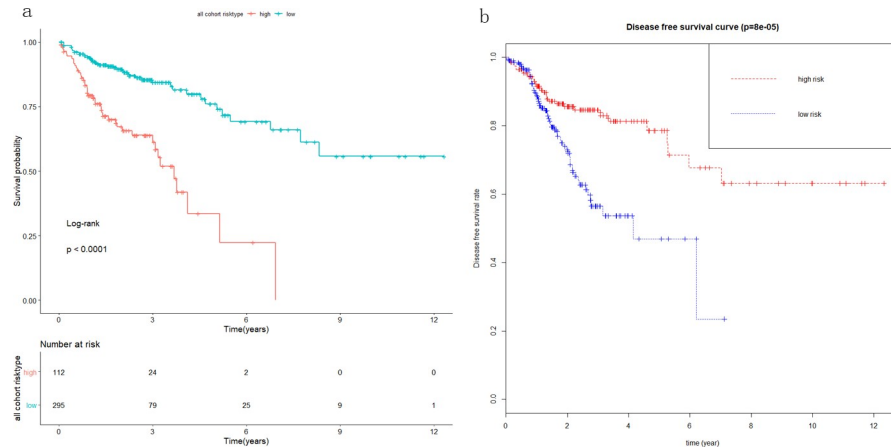 a
all cohort risktype high low
1.00
0.75
0.50
0.25
0.00
Survival probability
Log-rank
p < 0.0001
0 3 6 9 12
Time(years)
Number at risk
all cohort risktype
high 112 24 2 0 0
low 295 79 25 9 1
0 3 6 9 12
Time(years)
b
Disease free survival curve (p=8e-05)
high risk
low risk
1.0
0.8
0.6
0.4
0.2
0.0
Disease free survival rate
0 2 4 6 8 10 12
time (year)